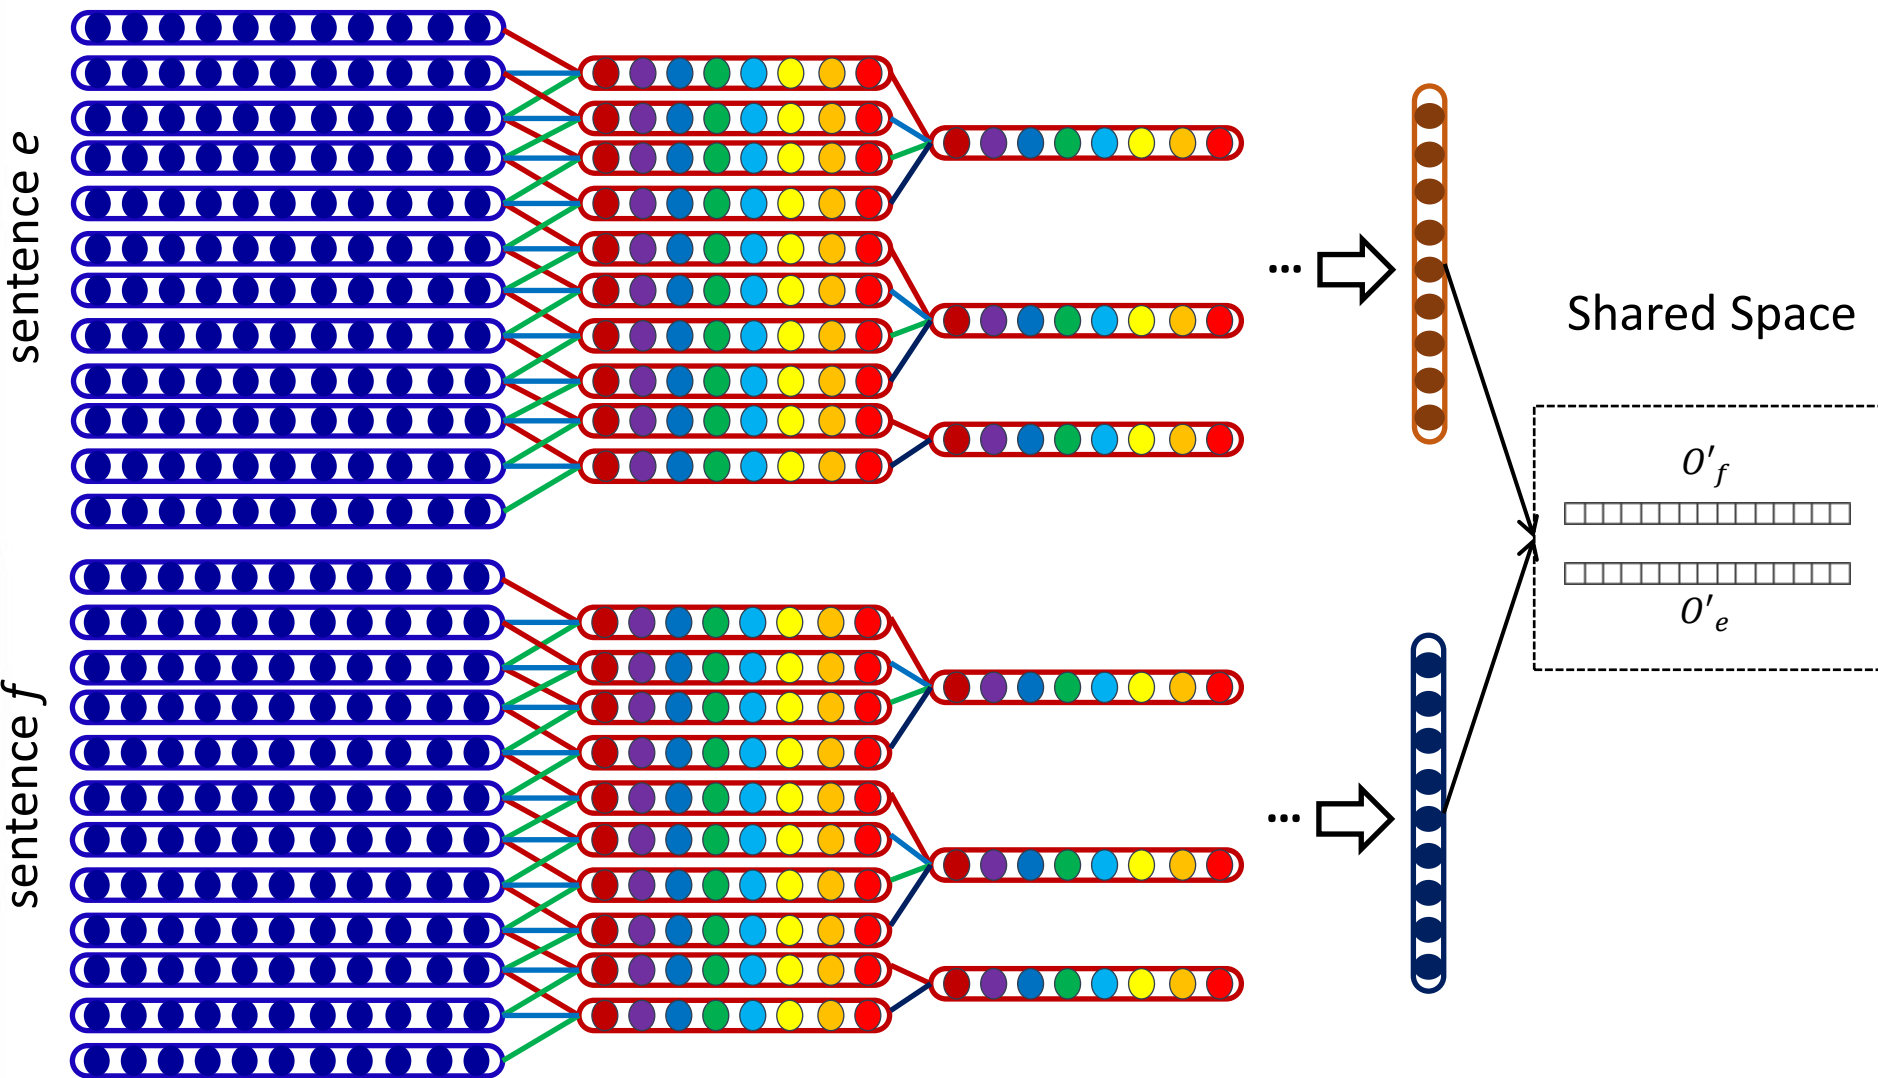 sentence e
sentence f
...
...
Shared Space
O′f
O′e